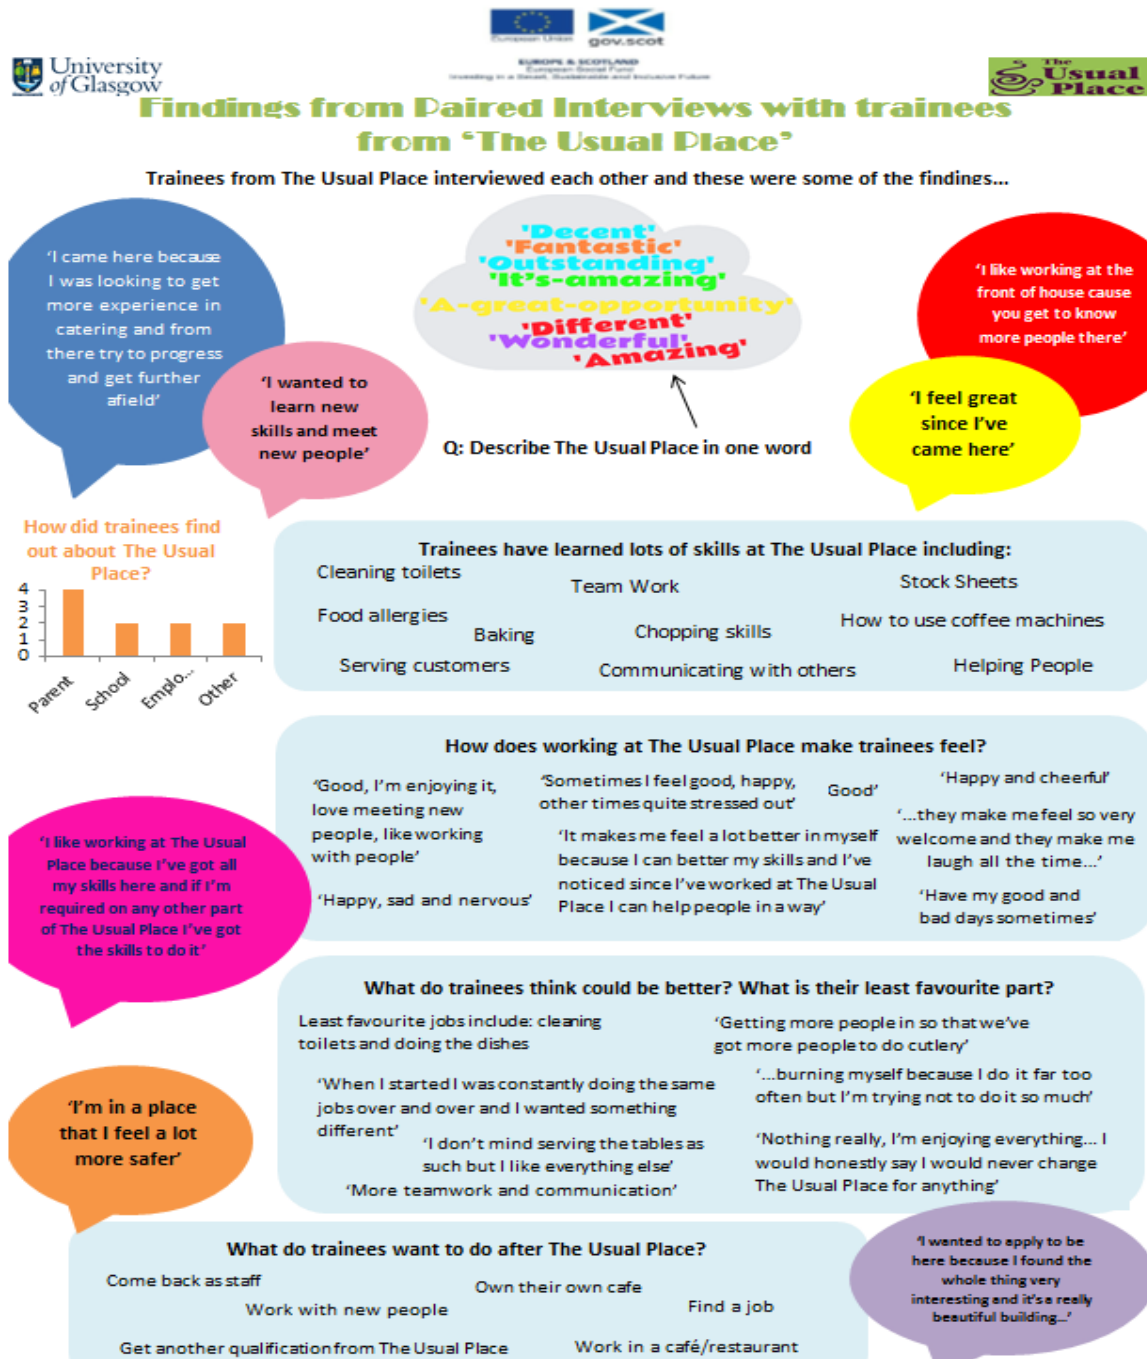 European Union
gov.scot
EUROPE & SCOTLAND
European Social Fund
Investing in a Smart, Sustainable and Inclusive Future
University
of Glasgow
The
Usual
Place
Findings from Paired Interviews with trainees
from ‘The Usual Place’
Trainees from The Usual Place interviewed each other and these were some of the findings...
‘I came here because
I was looking to get
more experience in
catering and from
there try to progress
and get further
afield’
‘I wanted to
learn new
skills and meet
new people’
'Decent'
'Fantastic'
'Outstanding'
'It's-amazing'
'A-great-opportunity'
'Different'
'Wonderful'
'Amazing'
Q: Describe The Usual Place in one word
‘I like working at the
front of house cause
you get to know
more people there’
‘I feel great
since I’ve
came here’
How did trainees find
out about The Usual
Place?
4
3
2
1
0
Parent
School
Emplo...
Other
Trainees have learned lots of skills at The Usual Place including:
Cleaning toilets
Team Work
Stock Sheets
Food allergies
Baking
Chopping skills
How to use coffee machines
Serving customers
Communicating with others
Helping People
How does working at The Usual Place make trainees feel?
‘Good, I’m enjoying it,
love meeting new
people, like working
with people’
‘Sometimes I feel good, happy,
other times quite stressed out’
Good’
‘Happy and cheerful’
‘...they make me feel so very
welcome and they make me
laugh all the time...’
‘It makes me feel a lot better in myself
because I can better my skills and I’ve
noticed since I’ve worked at The Usual
Place I can help people in a way’
‘Happy, sad and nervous’
‘Have my good and
bad days sometimes’
‘I like working at The Usual
Place because I’ve got all
my skills here and if I’m
required on any other part
of The Usual Place I’ve got
the skills to do it’
What do trainees think could be better? What is their least favourite part?
Least favourite jobs include: cleaning
toilets and doing the dishes
‘Getting more people in so that we’ve
got more people to do cutlery’
‘When I started I was constantly doing the same
jobs over and over and I wanted something
different’
‘...burning myself because I do it far too
often but I’m trying not to do it so much’
‘I don’t mind serving the tables as
such but I like everything else’
‘Nothing really, I’m enjoying everything... I
would honestly say I would never change
The Usual Place for anything’
‘More teamwork and communication’
‘I’m in a place
that I feel a lot
more safer’
What do trainees want to do after The Usual Place?
Come back as staff
Own their own cafe
Work with new people
Find a job
Get another qualification from The Usual Place
Work in a café/restaurant
‘I wanted to apply to be
here because I found the
whole thing very
interesting and it’s a really
beautiful building...’